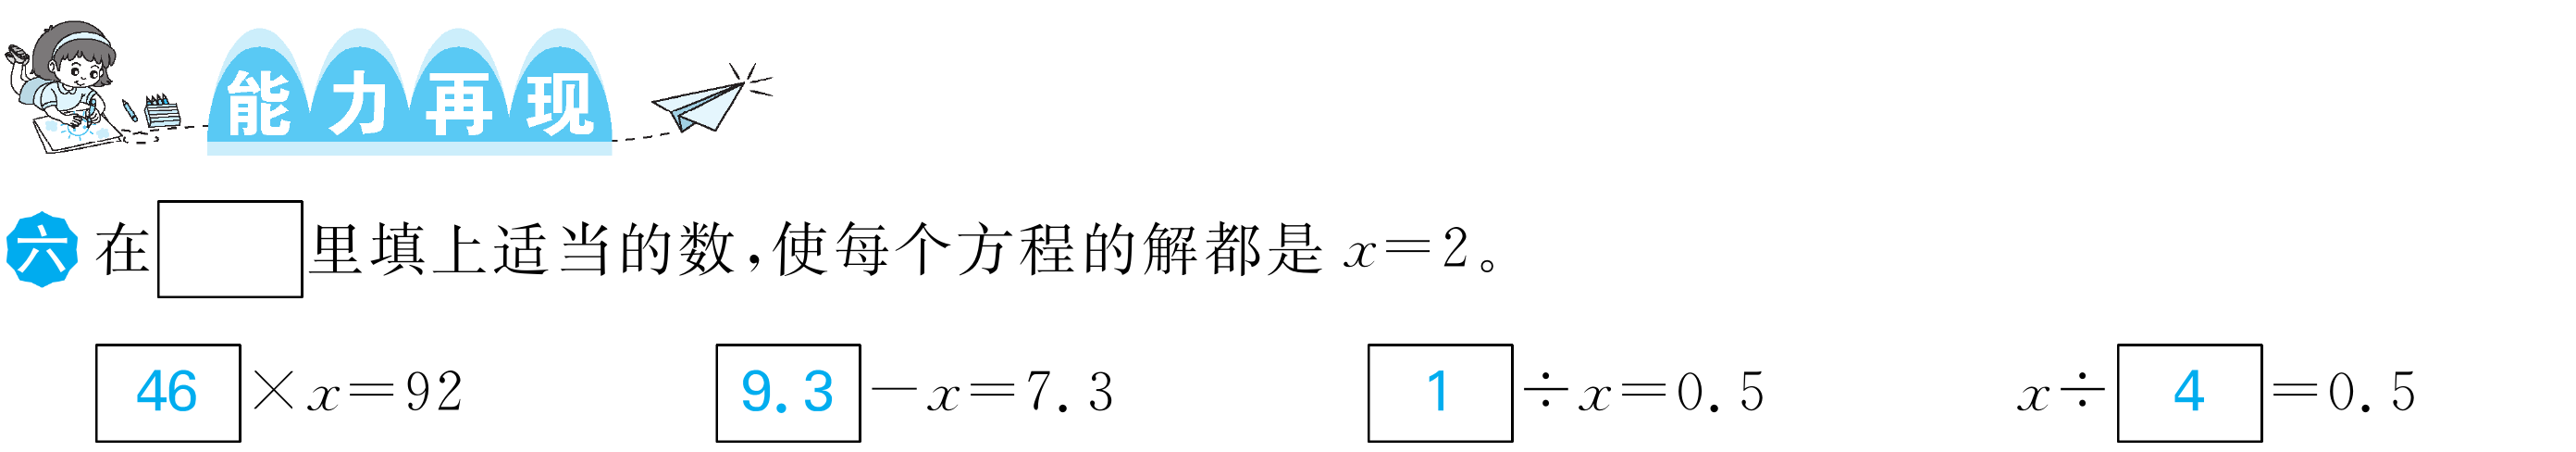 能力再现
六 在□里填上适当的数,使每个方程的解都是 x=2。
46×x=92 9.3-x=7.3 1÷x=0.5 x÷4=0.5